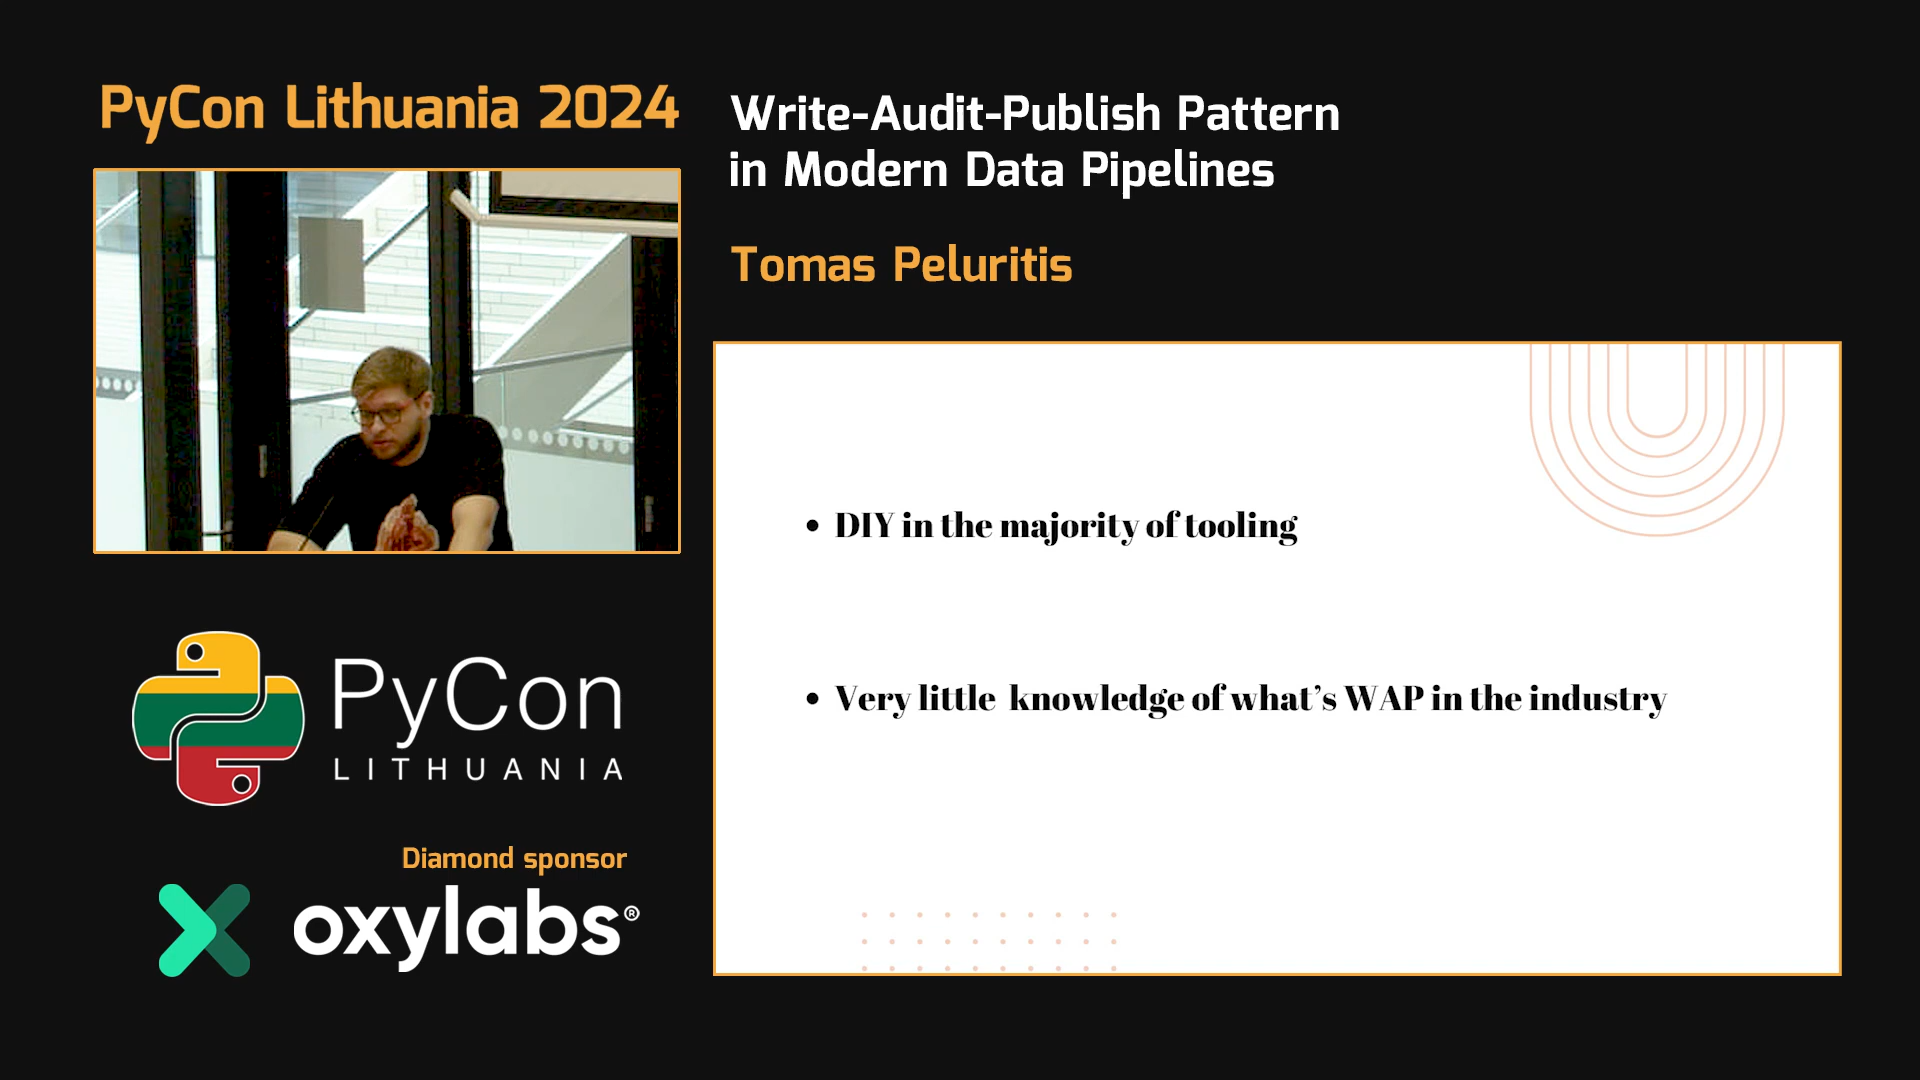 PyCon Lithuania 2024
Write-Audit-Publish Pattern
in Modern Data Pipelines
Tomas Peluritis
• DIY in the majority of tooling
• Very little knowledge of what's WAP in the industry
PyCon
LITHUANIA
Diamond sponsor
oxylabs®